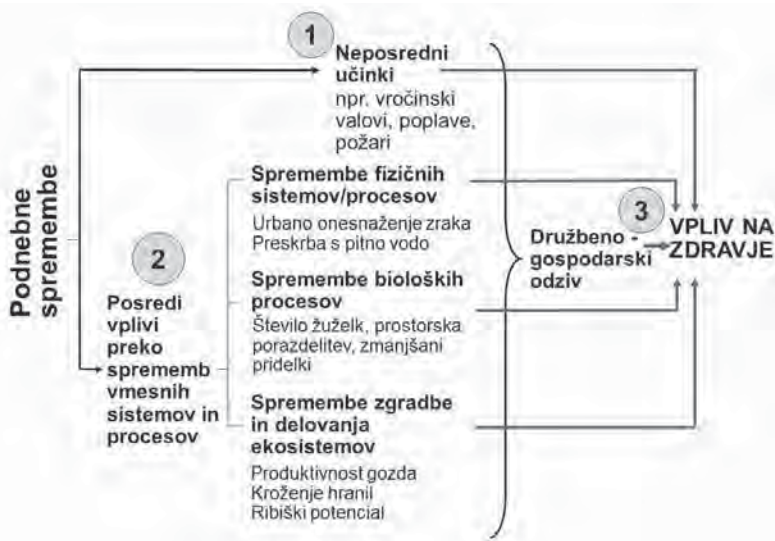 Podnebne
spremembe
1
Neposredni
učinki
npr. vročinski
valovi, poplave,
požari
2
Posredi
vplivi
preko
sprememb
vmesnih
sistemov in
procesov
Spremembe fizičnih
sistemov/procesov
Urbano onesnaženje zraka
Preskrba s pitno vodo
Spremembe bioloških
procesov
Število žuželk, prostorska
porazdelitev, zmanjšani
pridelki
Spremembe zgradbe
in delovanja
ekosistemov
Produktivnost gozda
Kroženje hranil
Ribiški potencial
Družbeno -
gospodarski
odziv
3
VPLIV NA
ZDRAVJE